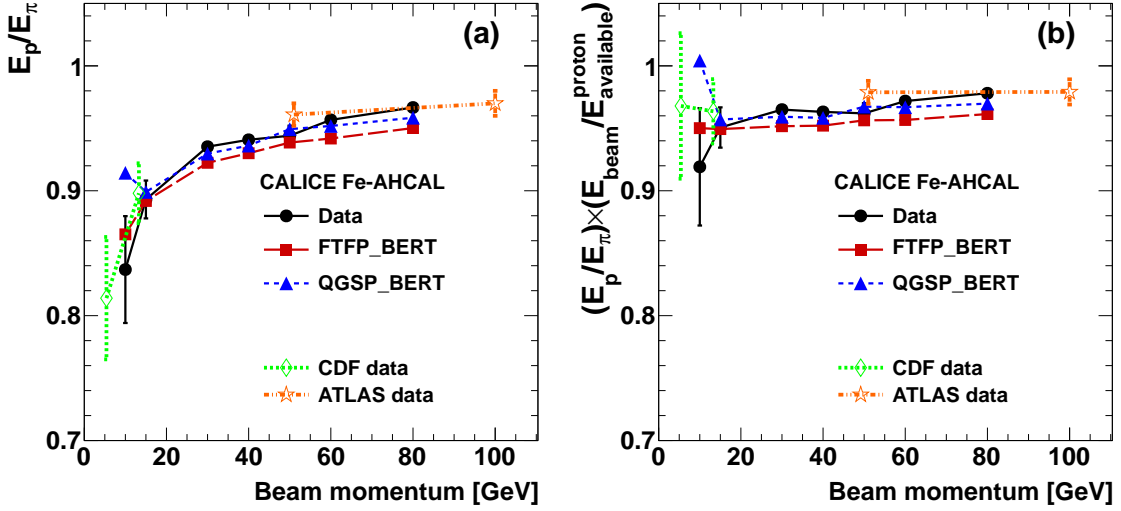 E_p/E_π
(a)
1
0.9
0.8
0.7
CALICE Fe-AHCAL
Data
FTFP_BERT
QGSP_BERT
CDF data
ATLAS data
0 20 40 60 80 100
Beam momentum [GeV]
(E_p/E_π)×(E_beam/E_available^proton)
(b)
1
0.9
0.8
0.7
CALICE Fe-AHCAL
Data
FTFP_BERT
QGSP_BERT
CDF data
ATLAS data
0 20 40 60 80 100
Beam momentum [GeV]